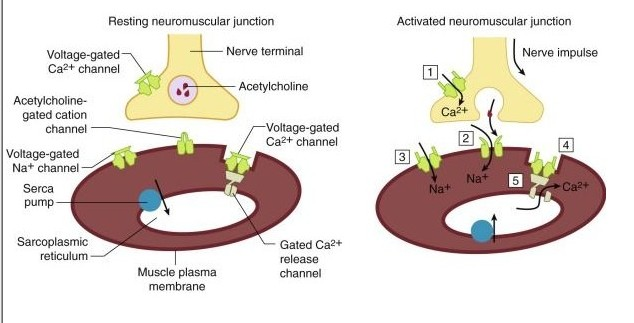 Resting neuromuscular junction
Voltage-gated
Ca2+ channel
Nerve terminal
Acetylcholine
Acetylcholine-
gated cation
channel
Voltage-gated
Ca2+ channel
Voltage-gated
Na+ channel
Serca
pump
Sarcoplasmic
reticulum
Muscle plasma
membrane
Gated Ca2+
release
channel
Activated neuromuscular junction
Nerve impulse
1
Ca2+
2
3
4
Na+
Na+
5
Ca2+